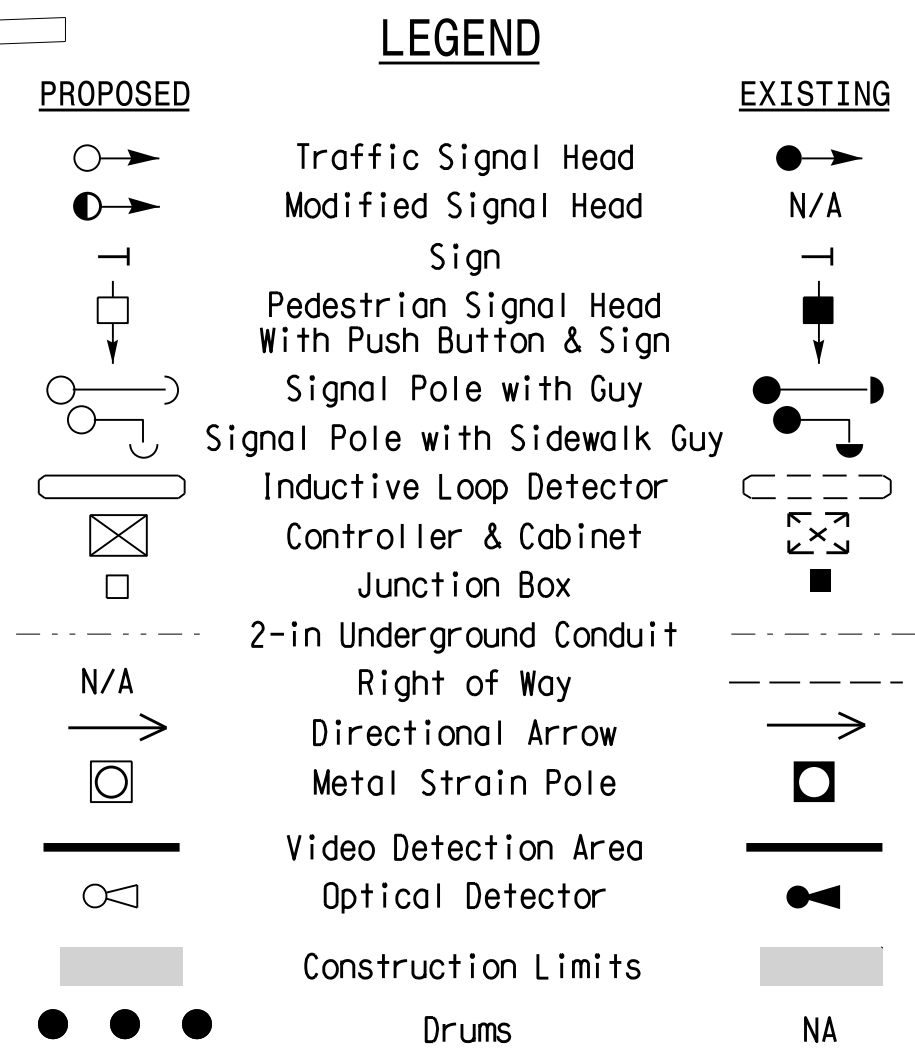 LEGEND
PROPOSED EXISTING
Traffic Signal Head
Modified Signal Head N/A
Sign
Pedestrian Signal Head
With Push Button & Sign
Signal Pole with Guy
Signal Pole with Sidewalk Guy
Inductive Loop Detector
Controller & Cabinet
Junction Box
2-in Underground Conduit
N/A Right of Way
Directional Arrow
Metal Strain Pole
Video Detection Area
Optical Detector
Construction Limits
Drums NA